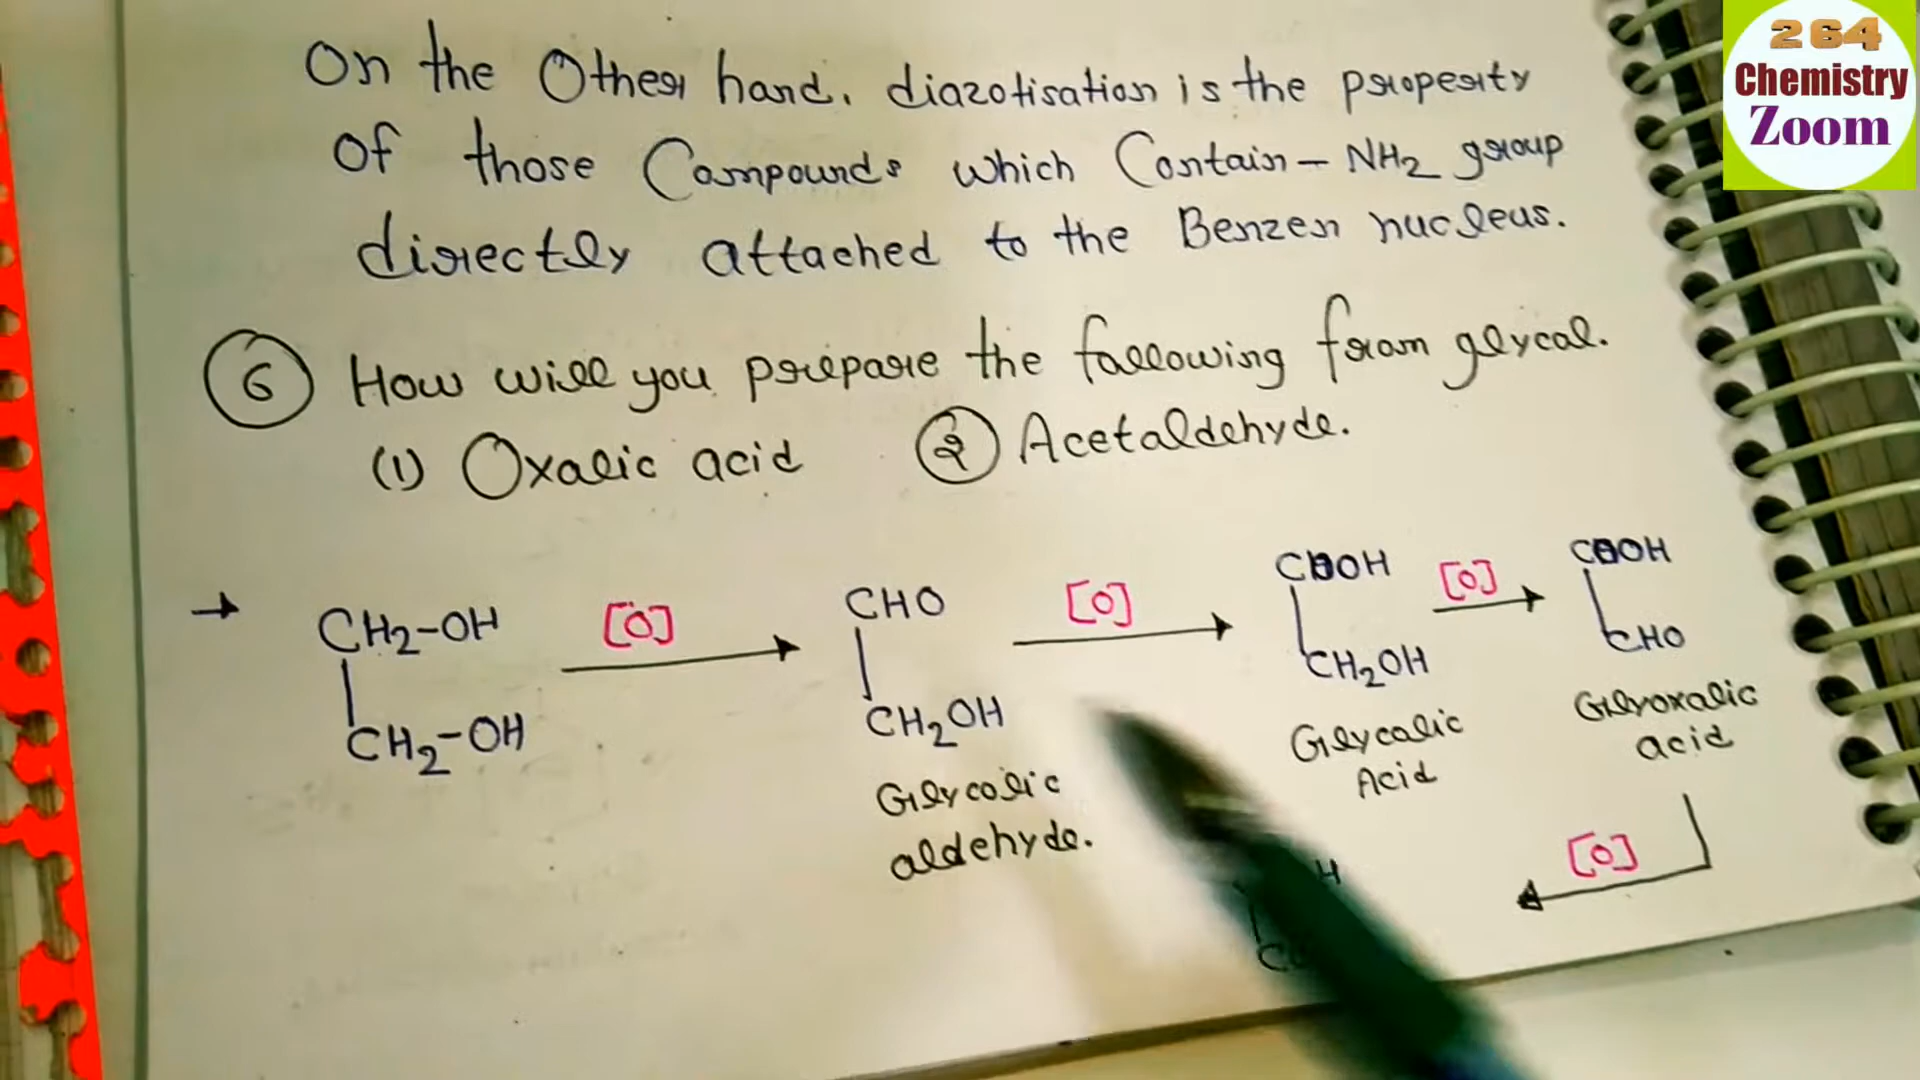 264
Chemistry
Zoom
On the Other hand, diazotisation is the property
Of those Compounds which Contain - NH2 group
directly attached to the Benzen nucleus.
6 How will you prepare the following from glycol.
(1) Oxalic acid 2 Acetaldehyde.
→ CH2-OH [O] CHO [O] COOH [O] COOH
CH2-OH CH2OH CH2OH CHO
Glycolic
aldehyde.
Glycolic
Acid
Glyoxalic
acid
[O]